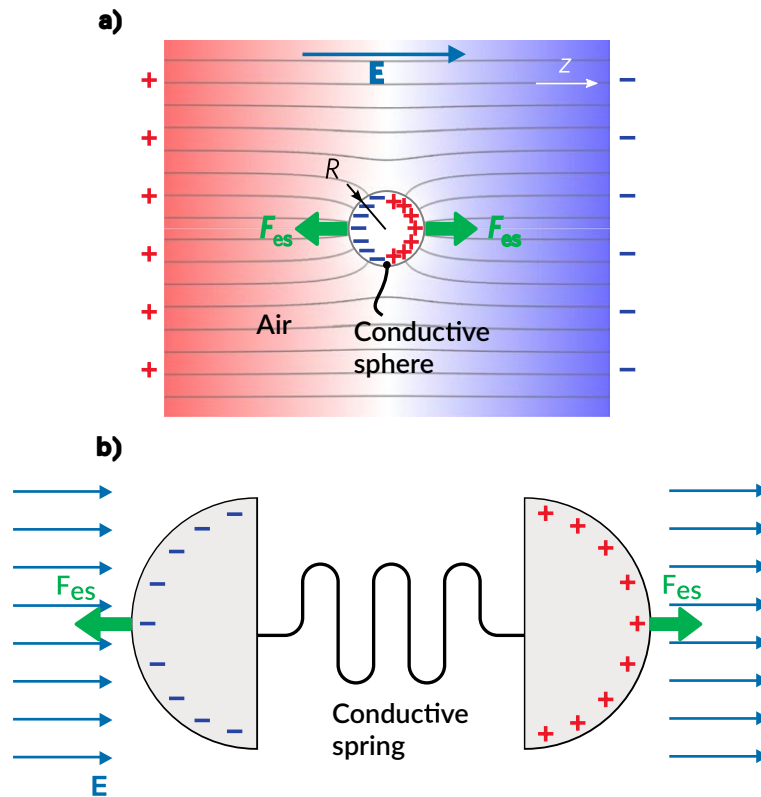 a)
E
z
R
F_es
F_es
Air
Conductive
sphere
b)
F_es
F_es
Conductive
spring
E